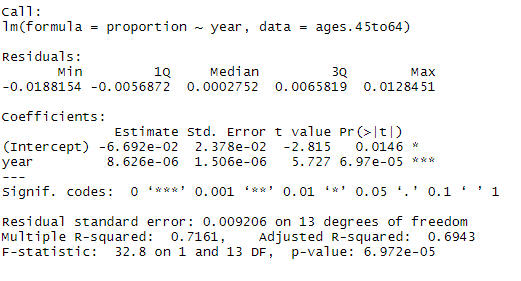 Call:
lm(formula = proportion ~ year, data = ages.45to64)
Residuals:
Min 1Q Median 3Q Max
-0.0188154 -0.0056872 0.0002752 0.0065819 0.0128451
Coefficients:
Estimate Std. Error t value Pr(>|t|)
(Intercept) -6.692e-02 2.378e-02 -2.815 0.0146 *
year 8.626e-06 1.506e-06 5.727 6.97e-05 ***
---
Signif. codes: 0 ‘***’ 0.001 ‘**’ 0.01 ‘*’ 0.05 ‘.’ 0.1 ‘ ’ 1
Residual standard error: 0.009206 on 13 degrees of freedom
Multiple R-squared: 0.7161, Adjusted R-squared: 0.6943
F-statistic: 32.8 on 1 and 13 DF, p-value: 6.972e-05